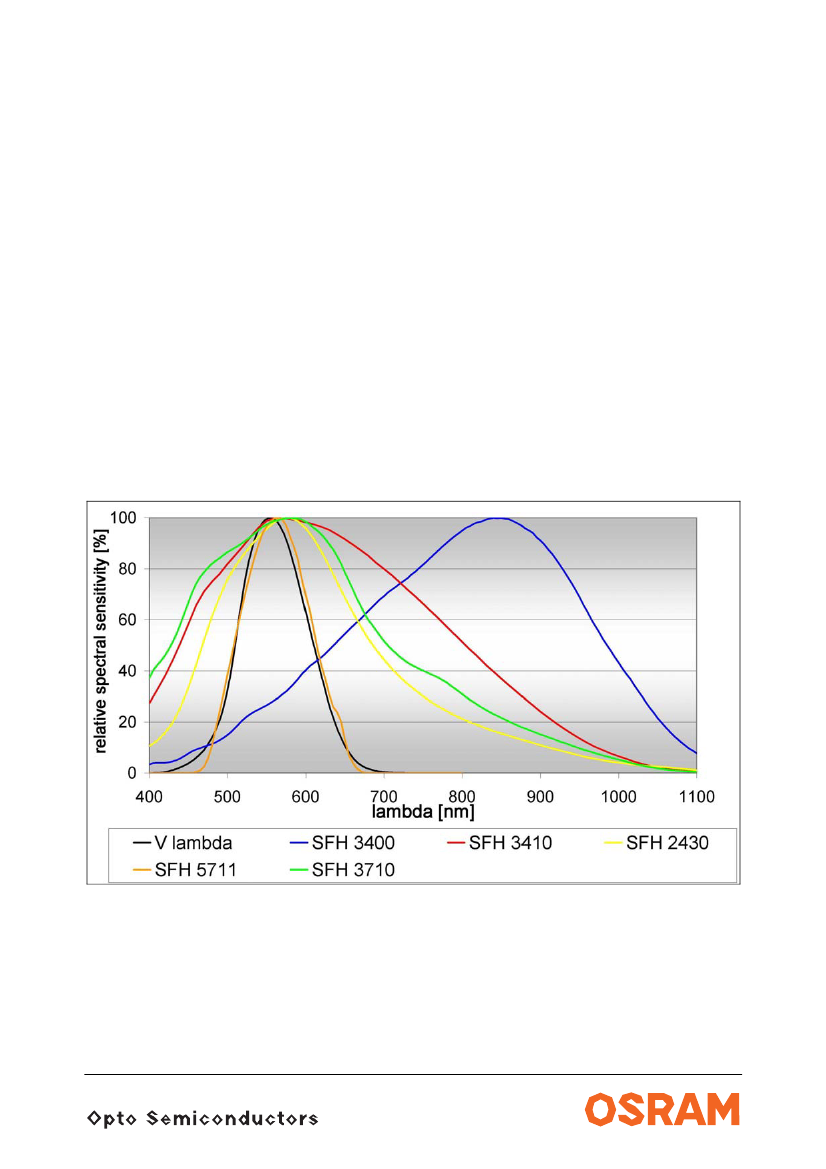 relative spectral sensitivity [%]
100
80
60
40
20
0
400 500 600 700 800 900 1000 1100
lambda [nm]
V lambda SFH 3400 SFH 3410 SFH 2430
SFH 5711 SFH 3710
Opto Semiconductors
OSRAM